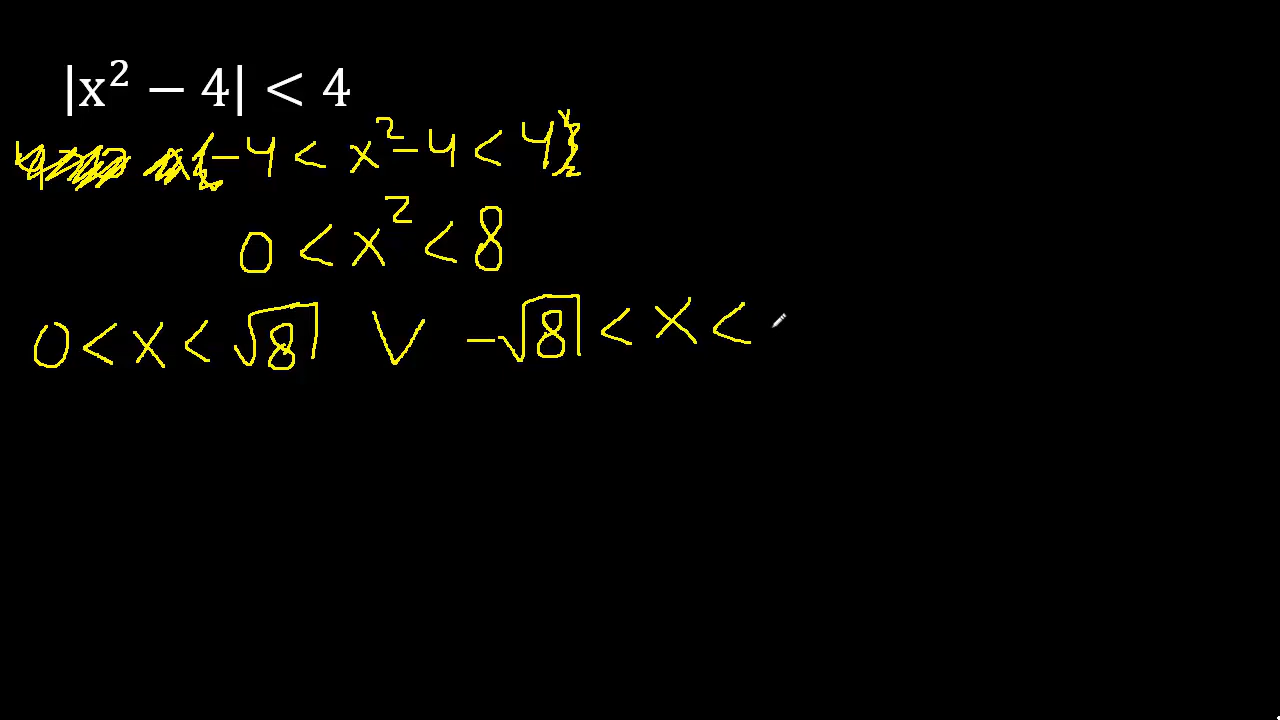 |x² − 4| < 4
-4 < x²-4 < 4
0 < x² < 8
0 < x < √8 V -√8 < x <